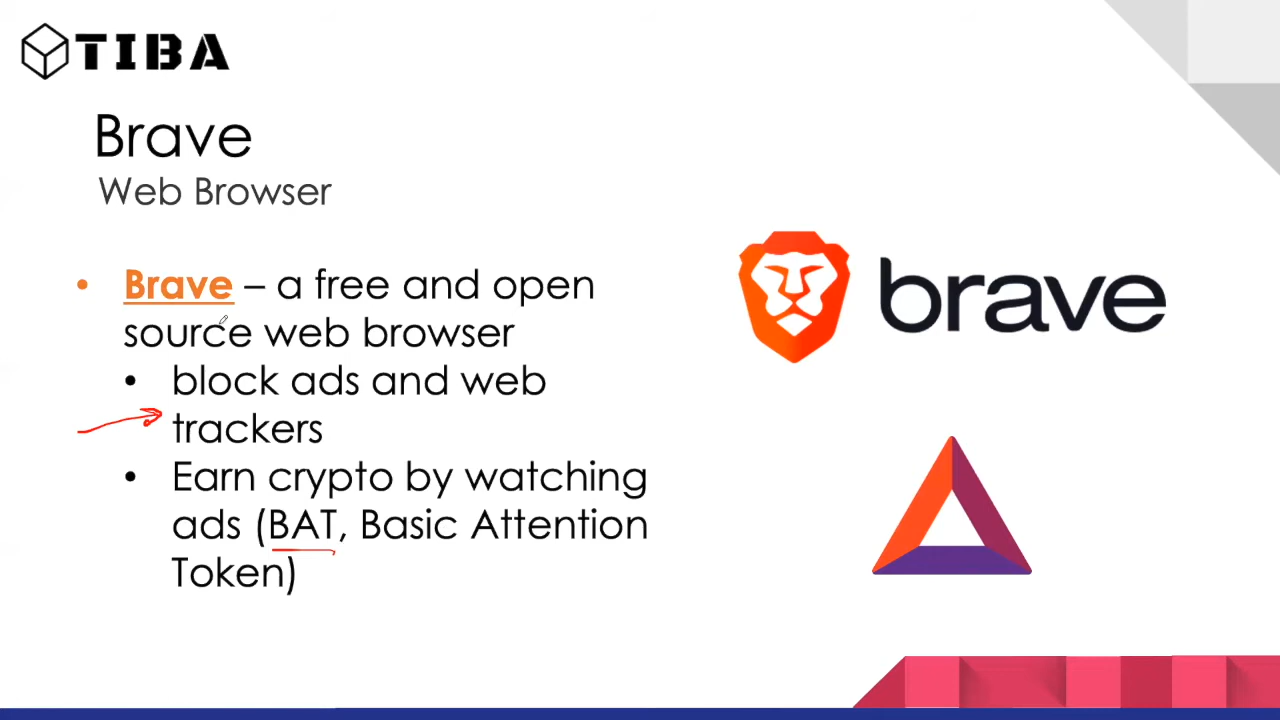 TIBA
Brave
Web Browser
• Brave – a free and open
source web browser
• block ads and web
trackers
• Earn crypto by watching
ads (BAT, Basic Attention
Token)
brave